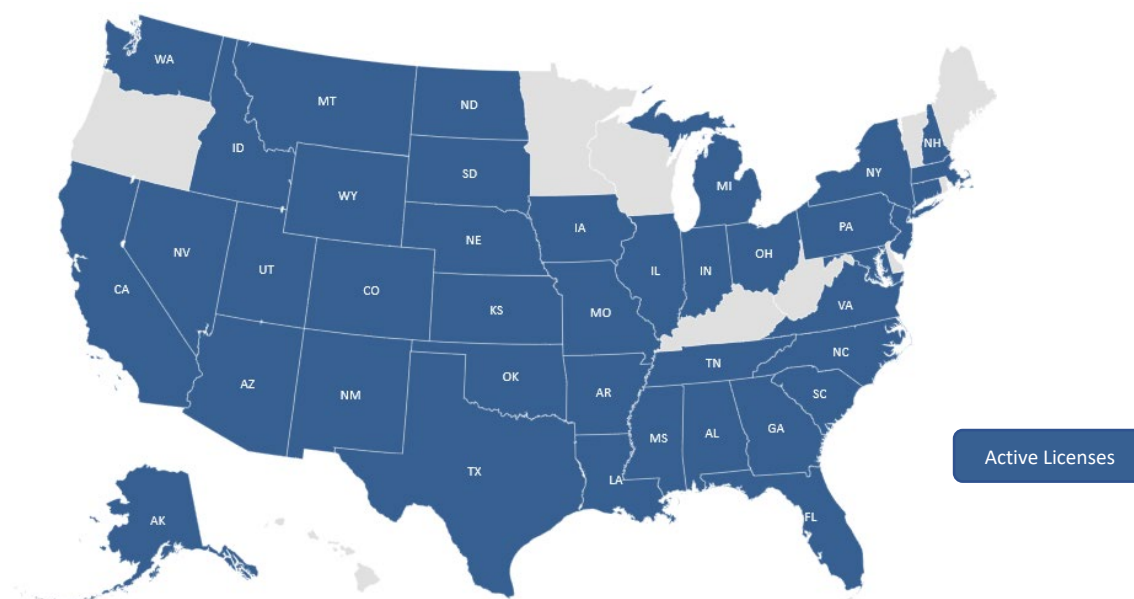 WA
MT
ND
ID
SD
WY
MI
NH
NY
NE
IA
PA
NV
UT
CO
IL
IN
OH
CA
KS
MO
VA
AZ
NM
OK
TN
NC
AR
SC
TX
LA
MS
AL
GA
Active Licenses
AK
FL